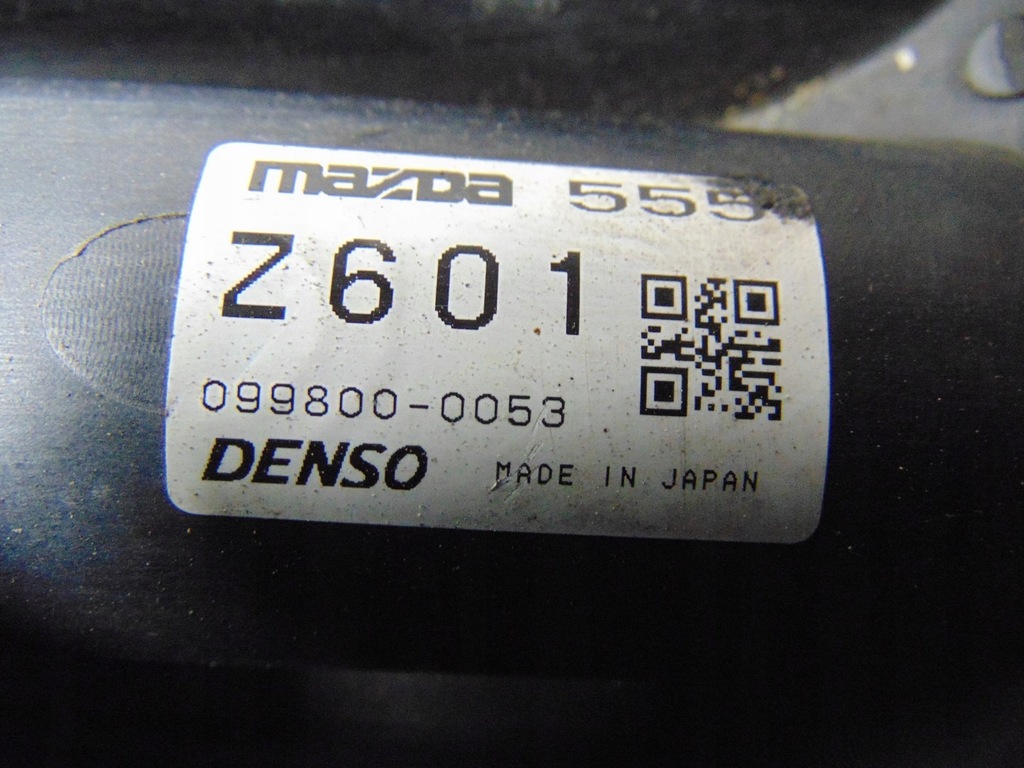 mazda 555
Z601
099800-0053
DENSO MADE IN JAPAN